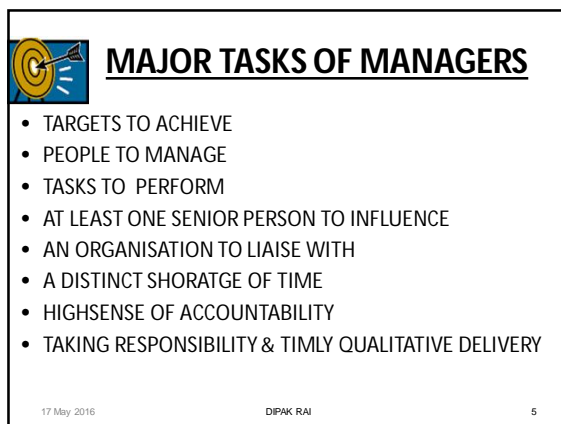 MAJOR TASKS OF MANAGERS
• TARGETS TO ACHIEVE
• PEOPLE TO MANAGE
• TASKS TO PERFORM
• AT LEAST ONE SENIOR PERSON TO INFLUENCE
• AN ORGANISATION TO LIAISE WITH
• A DISTINCT SHORATGE OF TIME
• HIGHSENSE OF ACCOUNTABILITY
• TAKING RESPONSIBILITY & TIMLY QUALITATIVE DELIVERY
17 May 2016 DIPAK RAI 5